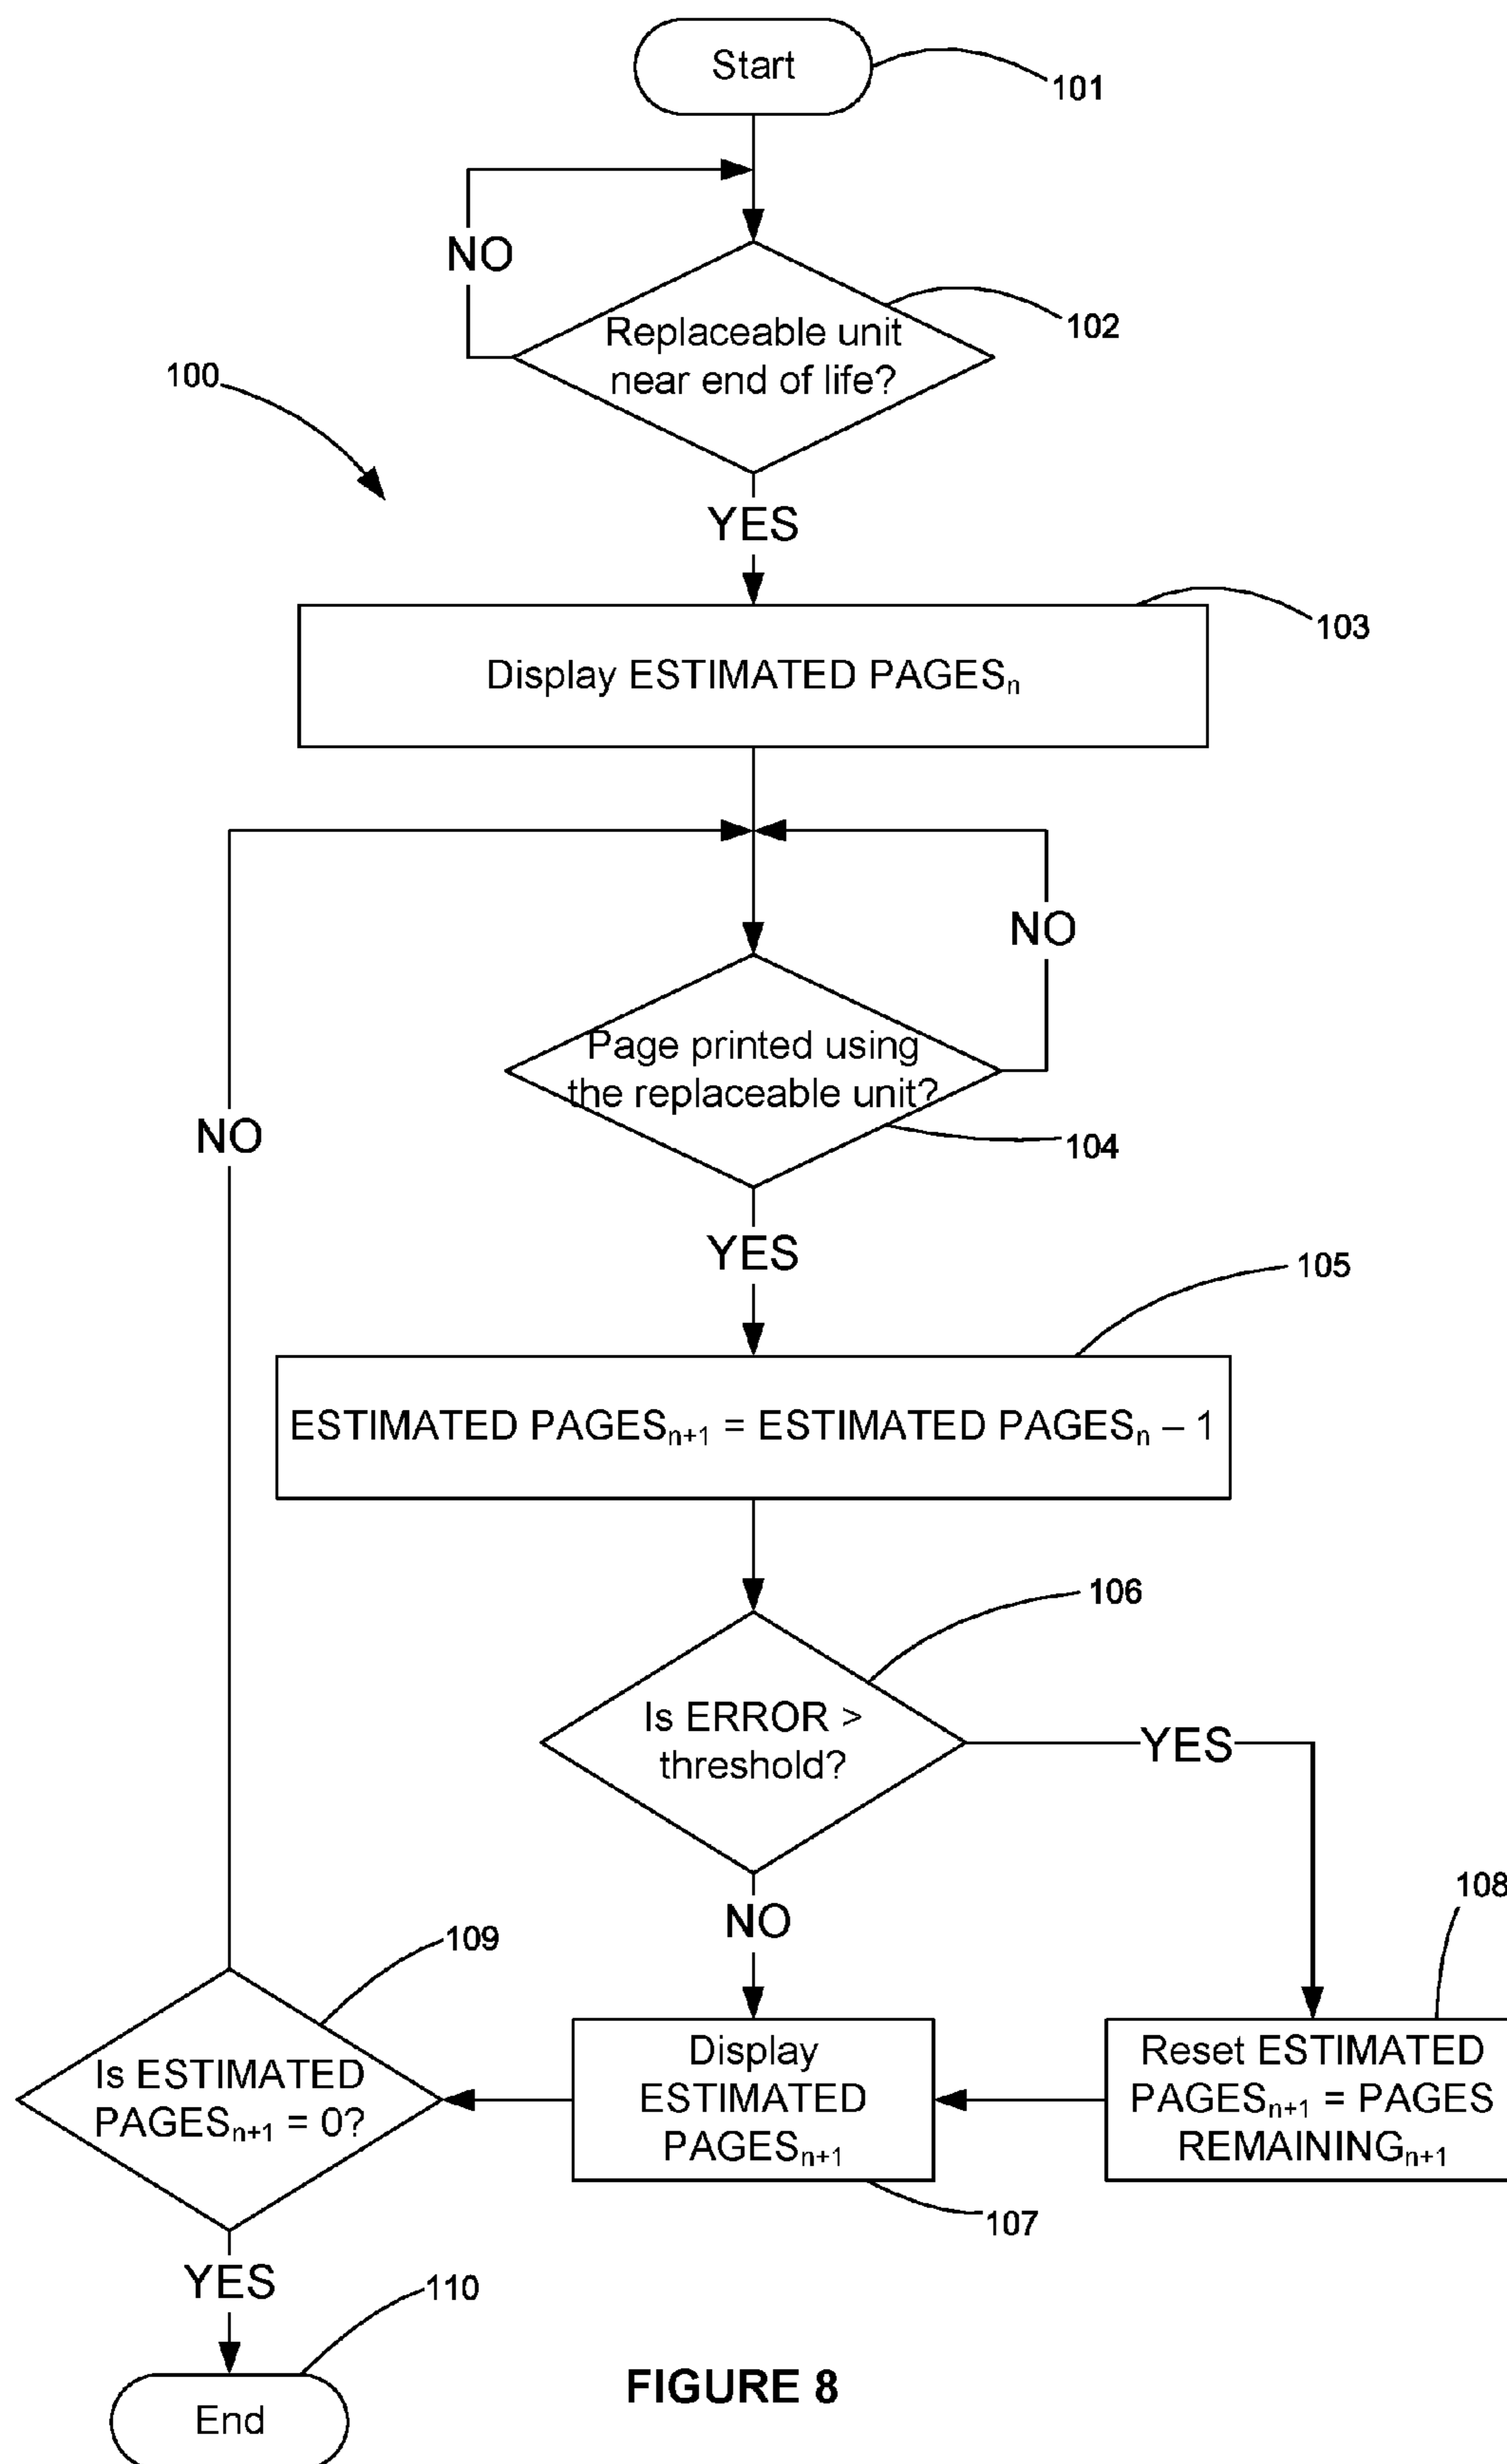 Start
101
NO
Replaceable unit
near end of life?
102
100
YES
103
Display ESTIMATED PAGESₙ
NO
Page printed using
the replaceable unit?
104
NO
YES
105
ESTIMATED PAGESₙ₊₁ = ESTIMATED PAGESₙ – 1
106
Is ERROR >
threshold?
YES
NO
108
109
Is ESTIMATED
PAGESₙ₊₁ = 0?
Display
ESTIMATED
PAGESₙ₊₁
Reset ESTIMATED
PAGESₙ₊₁ = PAGES
REMAININGₙ₊₁
107
YES
110
End
FIGURE 8